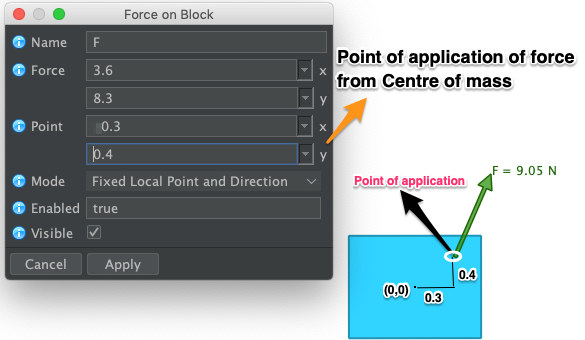 Force on Block
Name F
Force 3.6 x
8.3 y
Point 0.3 x
0.4 y
Mode Fixed Local Point and Direction
Enabled true
Visible
Cancel Apply
Point of application of force
from Centre of mass
F = 9.05 N
Point of application
0.4
(0,0)
0.3